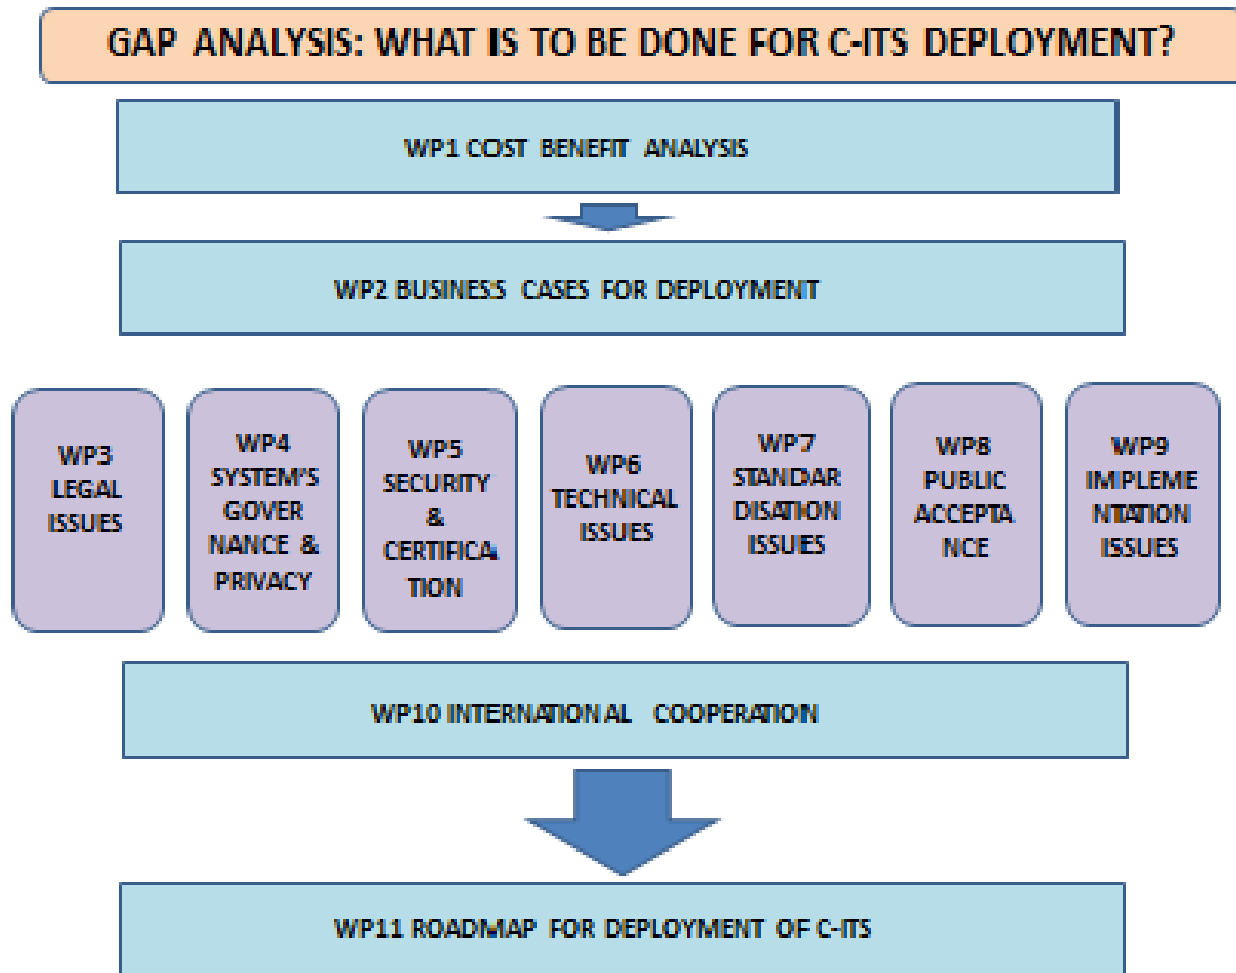 GAP ANALYSIS: WHAT IS TO BE DONE FOR C-ITS DEPLOYMENT?
WP1 COST BENEFIT ANALYSIS
WP2 BUSINESS CASES FOR DEPLOYMENT
WP3
LEGAL
ISSUES
WP4
SYSTEM'S
GOVER
NANCE &
PRIVACY
WP5
SECURITY
&
CERTIFICA
TION
WP6
TECHNICAL
ISSUES
WP7
STANDAR
DISATION
ISSUES
WP8
PUBLIC
ACCEPTA
NCE
WP9
IMPLEME
NTATION
ISSUES
WP10 INTERNATIONAL COOPERATION
WP11 ROADMAP FOR DEPLOYMENT OF C-ITS